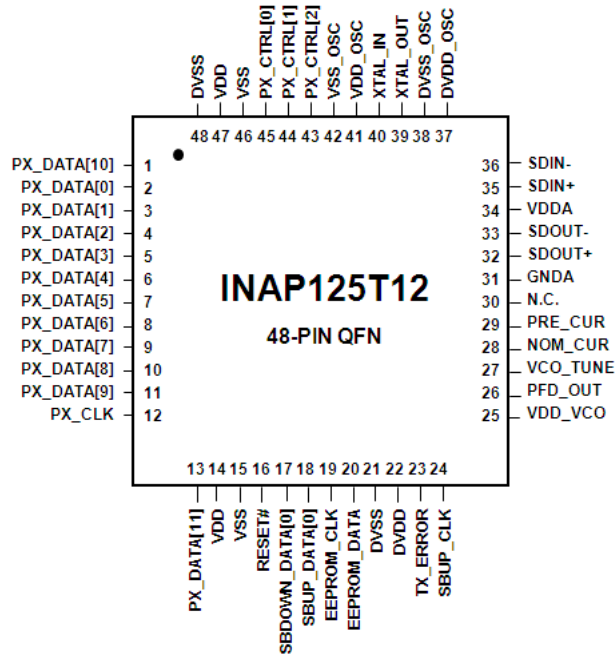 DVSS
VDD
VSS
PX_CTRL[0]
PX_CTRL[1]
PX_CTRL[2]
VSS_OSC
VDD_OSC
XTAL_IN
XTAL_OUT
DVSS_OSC
DVDD_OSC
48 47 46 45 44 43 42 41 40 39 38 37
PX_DATA[10] 1
PX_DATA[0] 2
PX_DATA[1] 3
PX_DATA[2] 4
PX_DATA[3] 5
PX_DATA[4] 6
PX_DATA[5] 7
PX_DATA[6] 8
PX_DATA[7] 9
PX_DATA[8] 10
PX_DATA[9] 11
PX_CLK 12
INAP125T12
48-PIN QFN
36 SDIN-
35 SDIN+
34 VDDA
33 SDOUT-
32 SDOUT+
31 GNDA
30 N.C.
29 PRE_CUR
28 NOM_CUR
27 VCO_TUNE
26 PFD_OUT
25 VDD_VCO
13 14 15 16 17 18 19 20 21 22 23 24
PX_DATA[11]
VDD
VSS
RESET#
SBDOWN_DATA[0]
SBUP_DATA[0]
EEPROM_CLK
EEPROM_DATA
DVSS
DVDD
TX_ERROR
SBUP_CLK